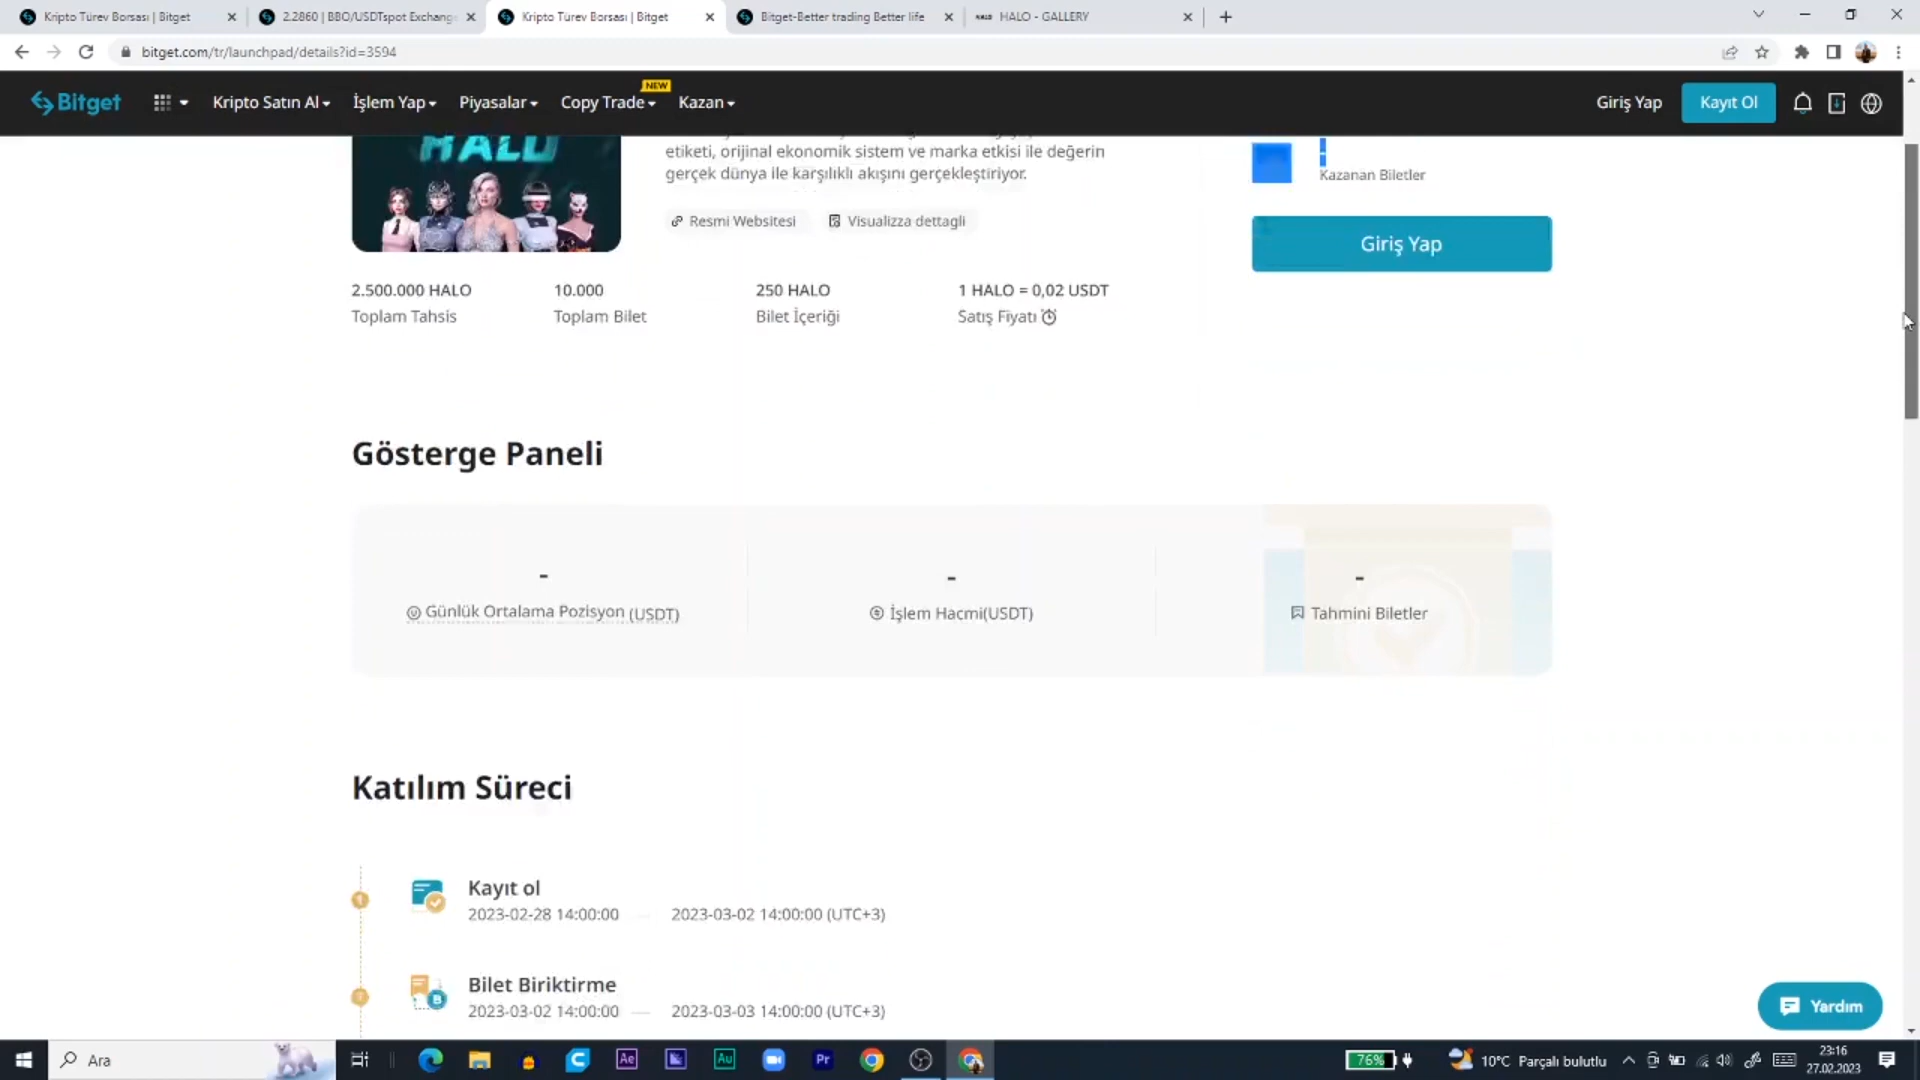 Kripto Türev Borsası | Bitget
2.2860 | BBO/USDTspot Exchange
Kripto Türev Borsası | Bitget
Bitget-Better trading Better life
HALO
HALO - GALLERY
bitget.com/tr/launchpad/details?id=3594
Bitget
Kripto Satın Al
İşlem Yap
Piyasalar
Copy Trade
NEW
Kazan
Giriş Yap
Kayıt Ol
HALO
etiketi, orijinal ekonomik sistem ve marka etkisi ile değerin
gerçek dünya ile karşılıklı akışını gerçekleştiriyor.
Resmi Websitesi
Visualizza dettagli
-
Kazanan Biletler
Giriş Yap
2.500.000 HALO
Toplam Tahsis
10.000
Toplam Bilet
250 HALO
Bilet İçeriği
1 HALO = 0,02 USDT
Satış Fiyatı
Gösterge Paneli
-
Günlük Ortalama Pozisyon (USDT)
-
İşlem Hacmi(USDT)
-
Tahmini Biletler
Katılım Süreci
Kayıt ol
2023-02-28 14:00:00 — 2023-03-02 14:00:00 (UTC+3)
Bilet Biriktirme
2023-03-02 14:00:00 — 2023-03-03 14:00:00 (UTC+3)
Yardım
Ara
Ae
Au
Pr
76%
10°C Parçalı bulutlu
23:16
27.02.2023